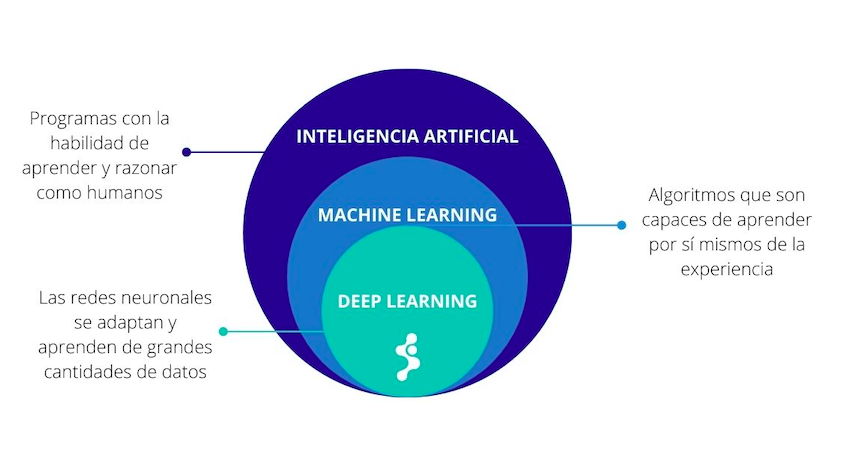 Programas con la
habilidad de
aprender y razonar
como humanos
INTELIGENCIA ARTIFICIAL
MACHINE LEARNING
Algoritmos que son
capaces de aprender
por sí mismos de la
experiencia
DEEP LEARNING
Las redes neuronales
se adaptan y
aprenden de grandes
cantidades de datos